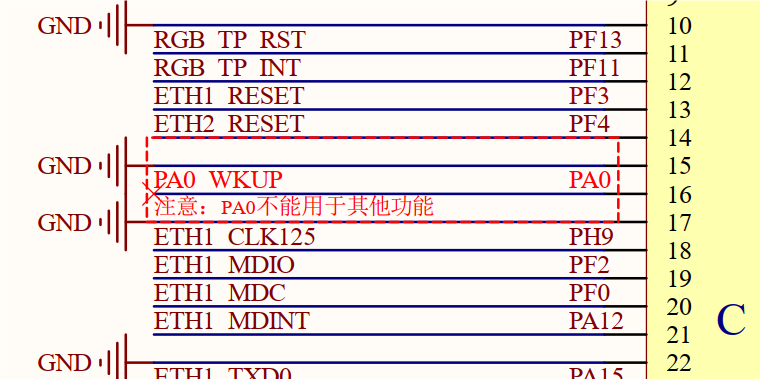 9
GND 10
RGB TP RST PF13 11
RGB TP INT PF11 12
ETH1 RESET PF3 13
ETH2 RESET PF4 14
GND 15
PA0 WKUP PA0 16
注意：PA0不能用于其他功能
GND 17
ETH1 CLK125 PH9 18
ETH1 MDIO PF2 19
ETH1 MDC PF0 20
ETH1 MDINT PA12 21
C
GND 22
ETH1 TXD0 PA15